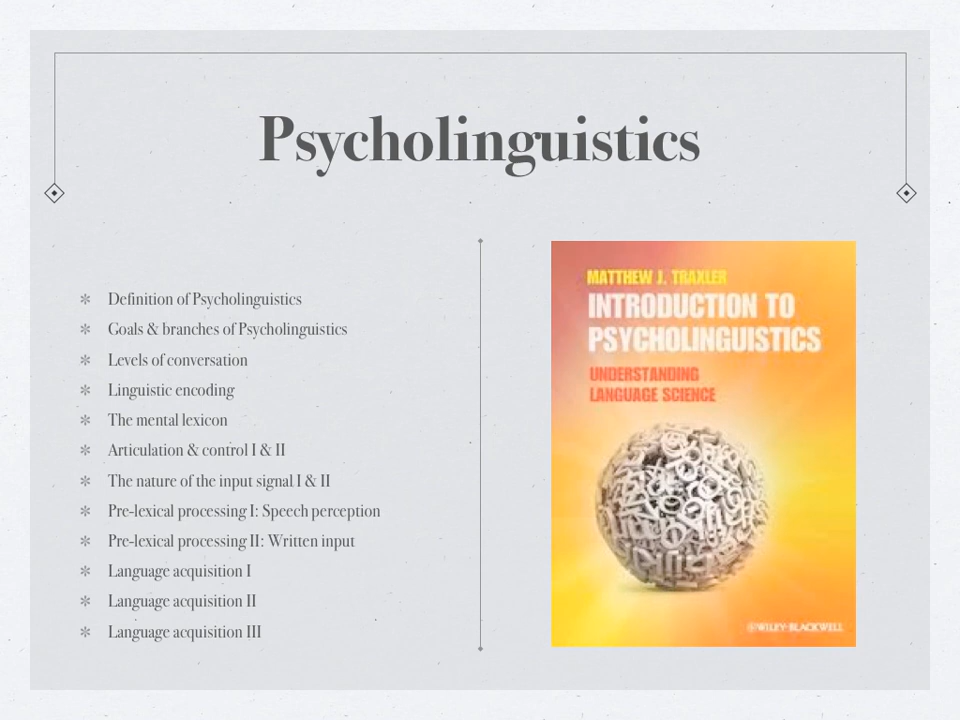 Psycholinguistics
Definition of Psycholinguistics
Goals & branches of Psycholinguistics
Levels of conversation
Linguistic encoding
The mental lexicon
Articulation & control I & II
The nature of the input signal I & II
Pre-lexical processing I: Speech perception
Pre-lexical processing II: Written input
Language acquisition I
Language acquisition II
Language acquisition III
MATTHEW J. TRAXLER
INTRODUCTION TO
PSYCHOLINGUISTICS
UNDERSTANDING
LANGUAGE SCIENCE
WILEY-BLACKWELL